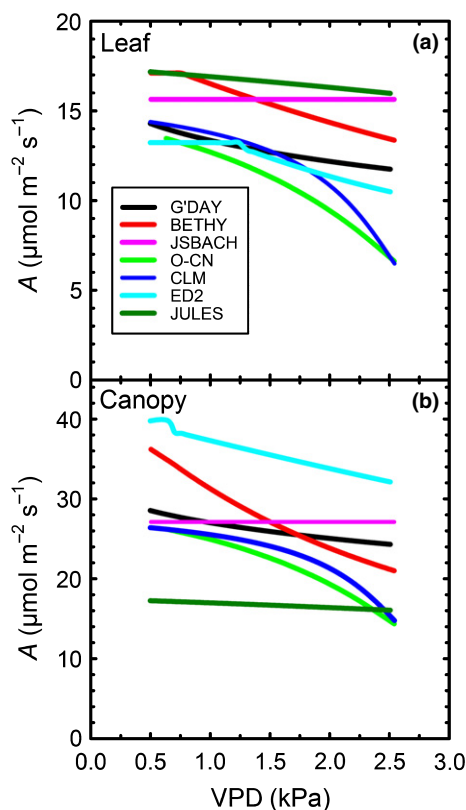 20
Leaf
(a)
15
A (μmol m−2 s−1)
10
G'DAY
BETHY
JSBACH
O-CN
CLM
ED2
JULES
5
0
Canopy
(b)
40
30
A (μmol m−2 s−1)
20
10
0
0.0 0.5 1.0 1.5 2.0 2.5 3.0
VPD (kPa)